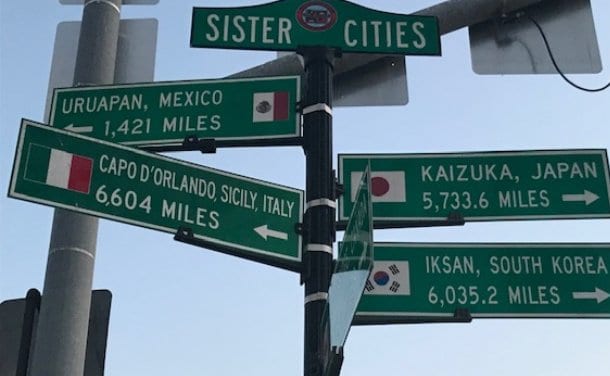 SISTER CITIES
URUAPAN, MEXICO
1,421 MILES
CAPO D'ORLANDO, SICILY, ITALY
6,604 MILES
KAIZUKA, JAPAN
5,733.6 MILES
IKSAN, SOUTH KOREA
6,035.2 MILES